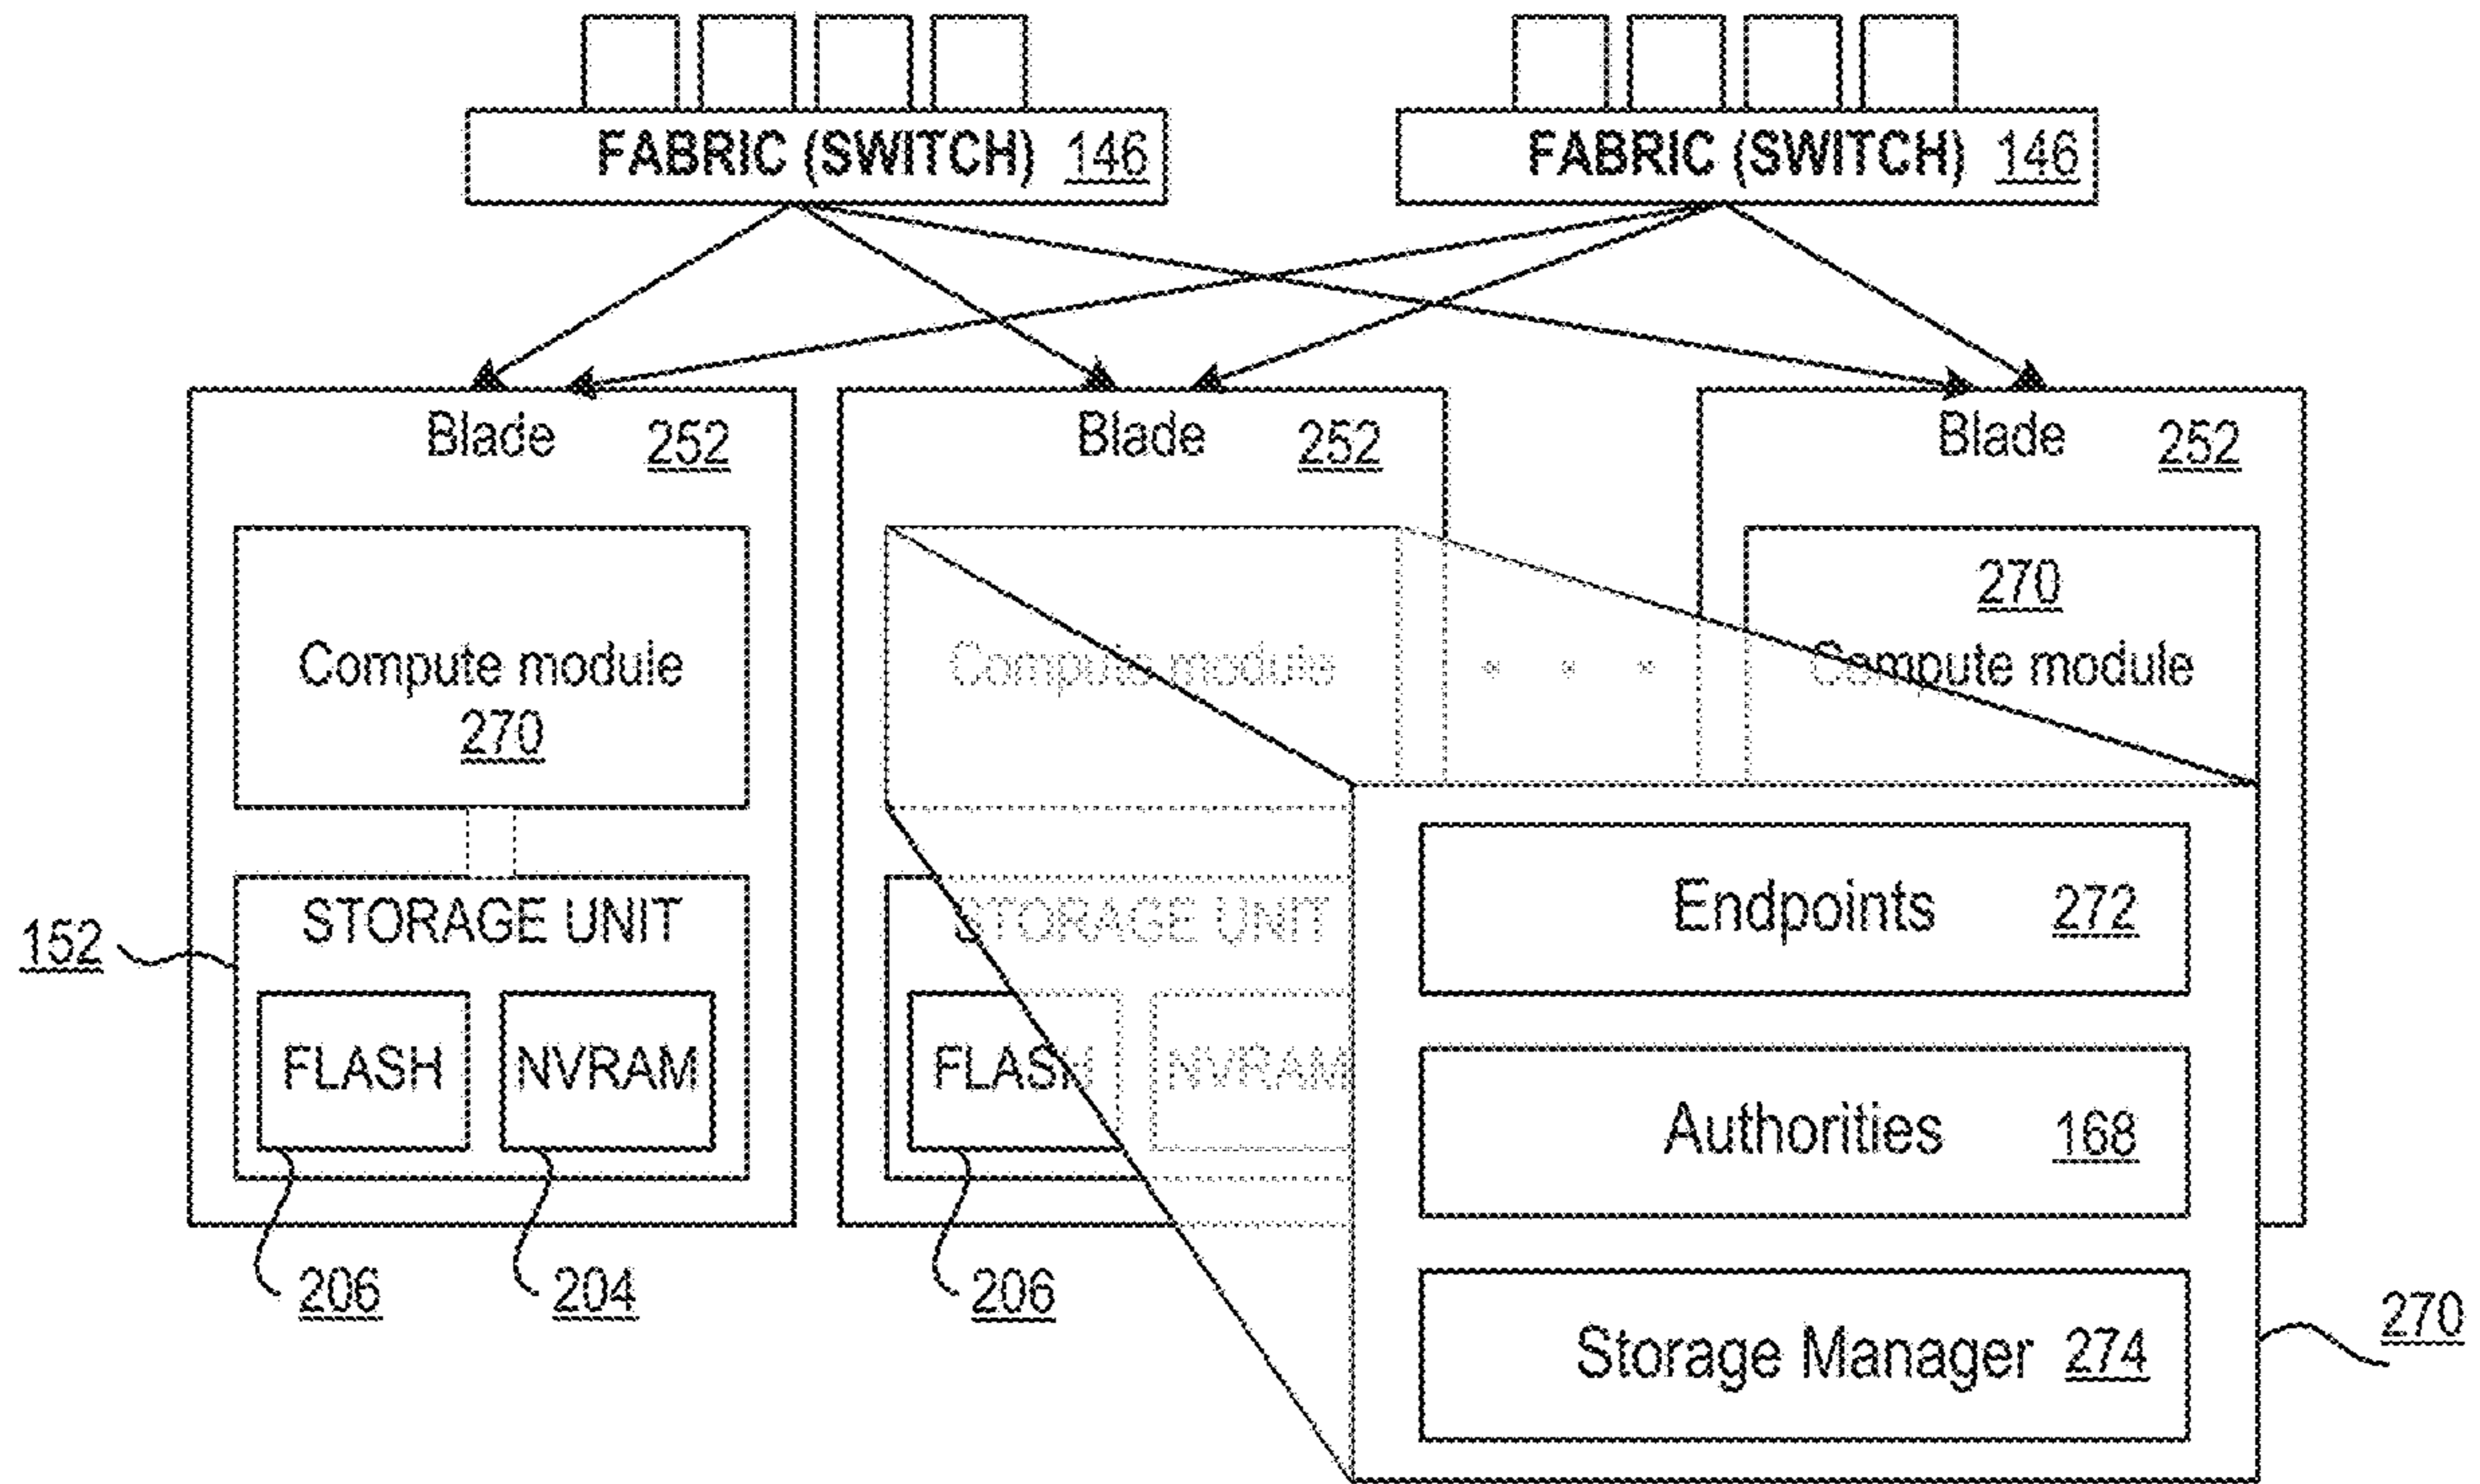 FABRIC (SWITCH) 146
FABRIC (SWITCH) 146
Blade 252
Blade 252
Blade 252
Compute module
270
Compute module
. . .
270
Compute module
152
STORAGE UNIT
FLASH
NVRAM
206
204
STORAGE UNIT
FLASH
NVRAM
206
Endpoints 272
Authorities 168
Storage Manager 274
270